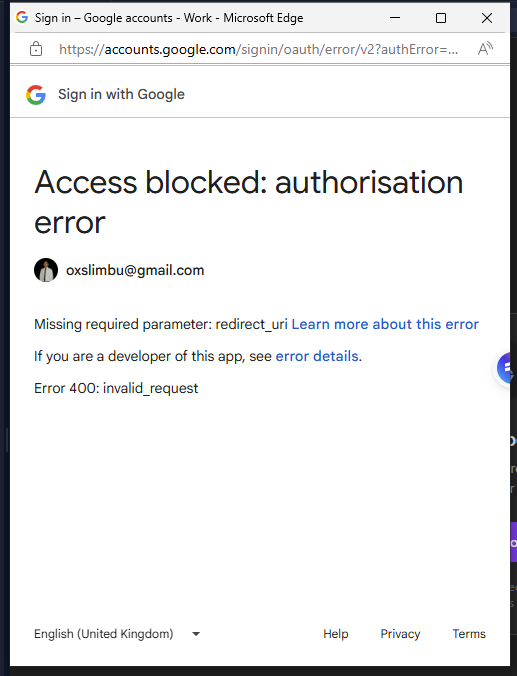 Sign in – Google accounts - Work - Microsoft Edge
https://accounts.google.com/signin/oauth/error/v2?authError=...
Sign in with Google
Access blocked: authorisation
error
oxslimbu@gmail.com
Missing required parameter: redirect_uri Learn more about this error
If you are a developer of this app, see error details.
Error 400: invalid_request
English (United Kingdom)
Help
Privacy
Terms